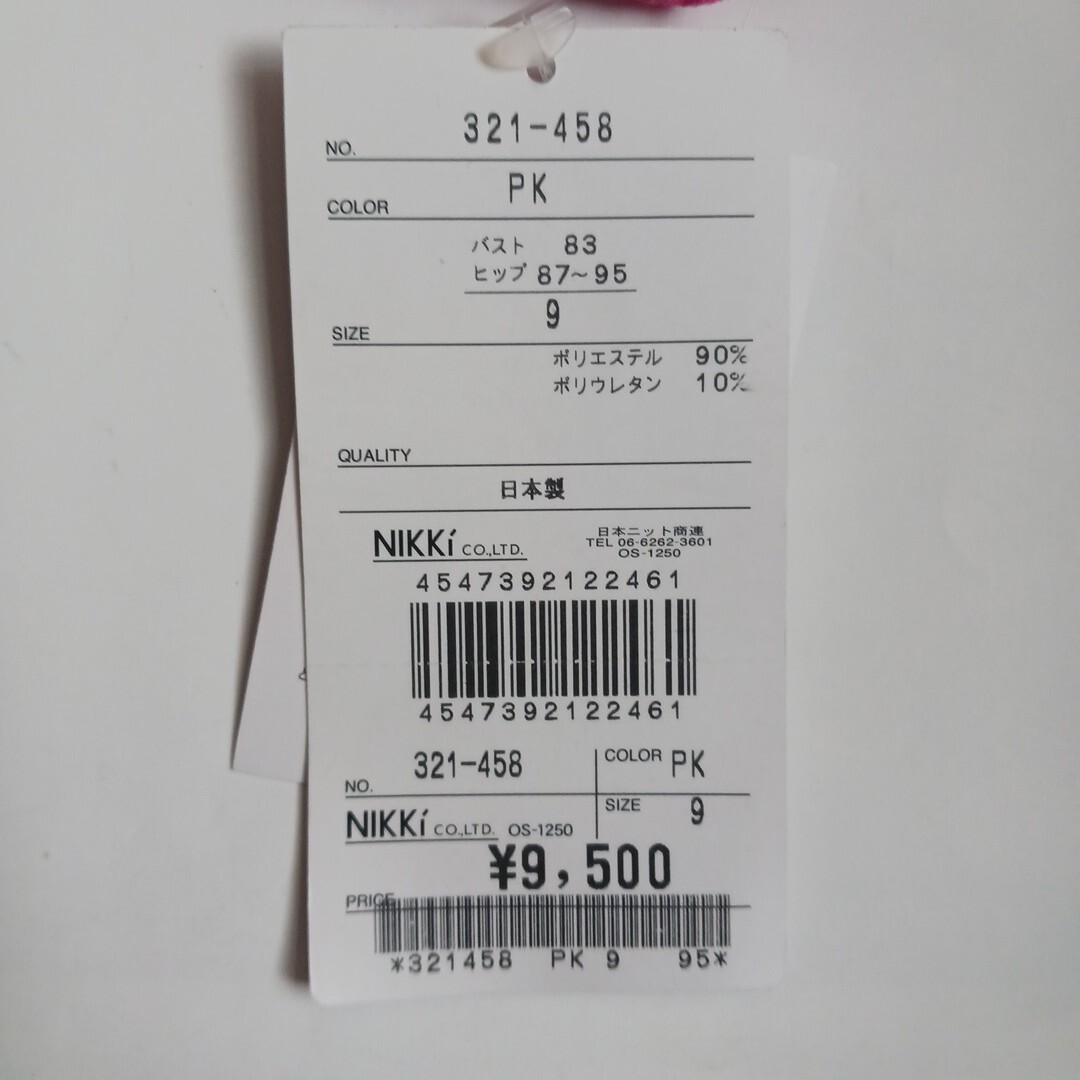 NO. 321-458
COLOR PK
バスト 83
ヒップ 87~95
SIZE 9
ポリエステル 90%
ポリウレタン 10%
QUALITY
日本製
NIKKi CO.,LTD.
日本ニット商連
TEL 06-6262-3601
OS-1250
4547392122461
4547392122461
NO. 321-458
COLOR PK
SIZE 9
NIKKi CO.,LTD. OS-1250
PRICE ¥9,500
*321458 PK 9 95*